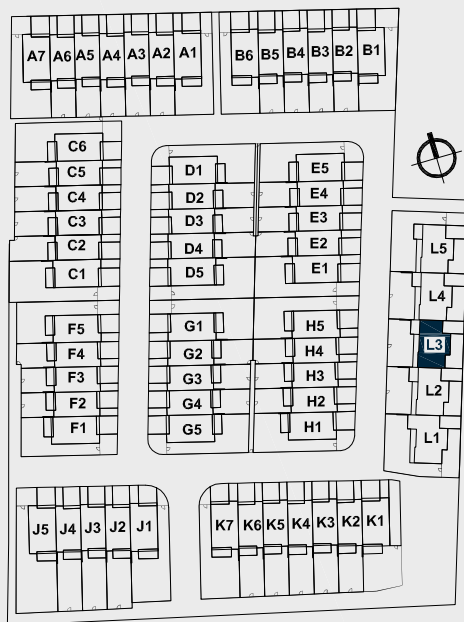 A7 A6 A5 A4 A3 A2 A1
B6 B5 B4 B3 B2 B1
C6
C5
C4
C3
C2
C1
D1
D2
D3
D4
D5
E5
E4
E3
E2
E1
L5
L4
L3
L2
L1
F5
F4
F3
F2
F1
G1
G2
G3
G4
G5
H5
H4
H3
H2
H1
J5 J4 J3 J2 J1
K7 K6 K5 K4 K3 K2 K1